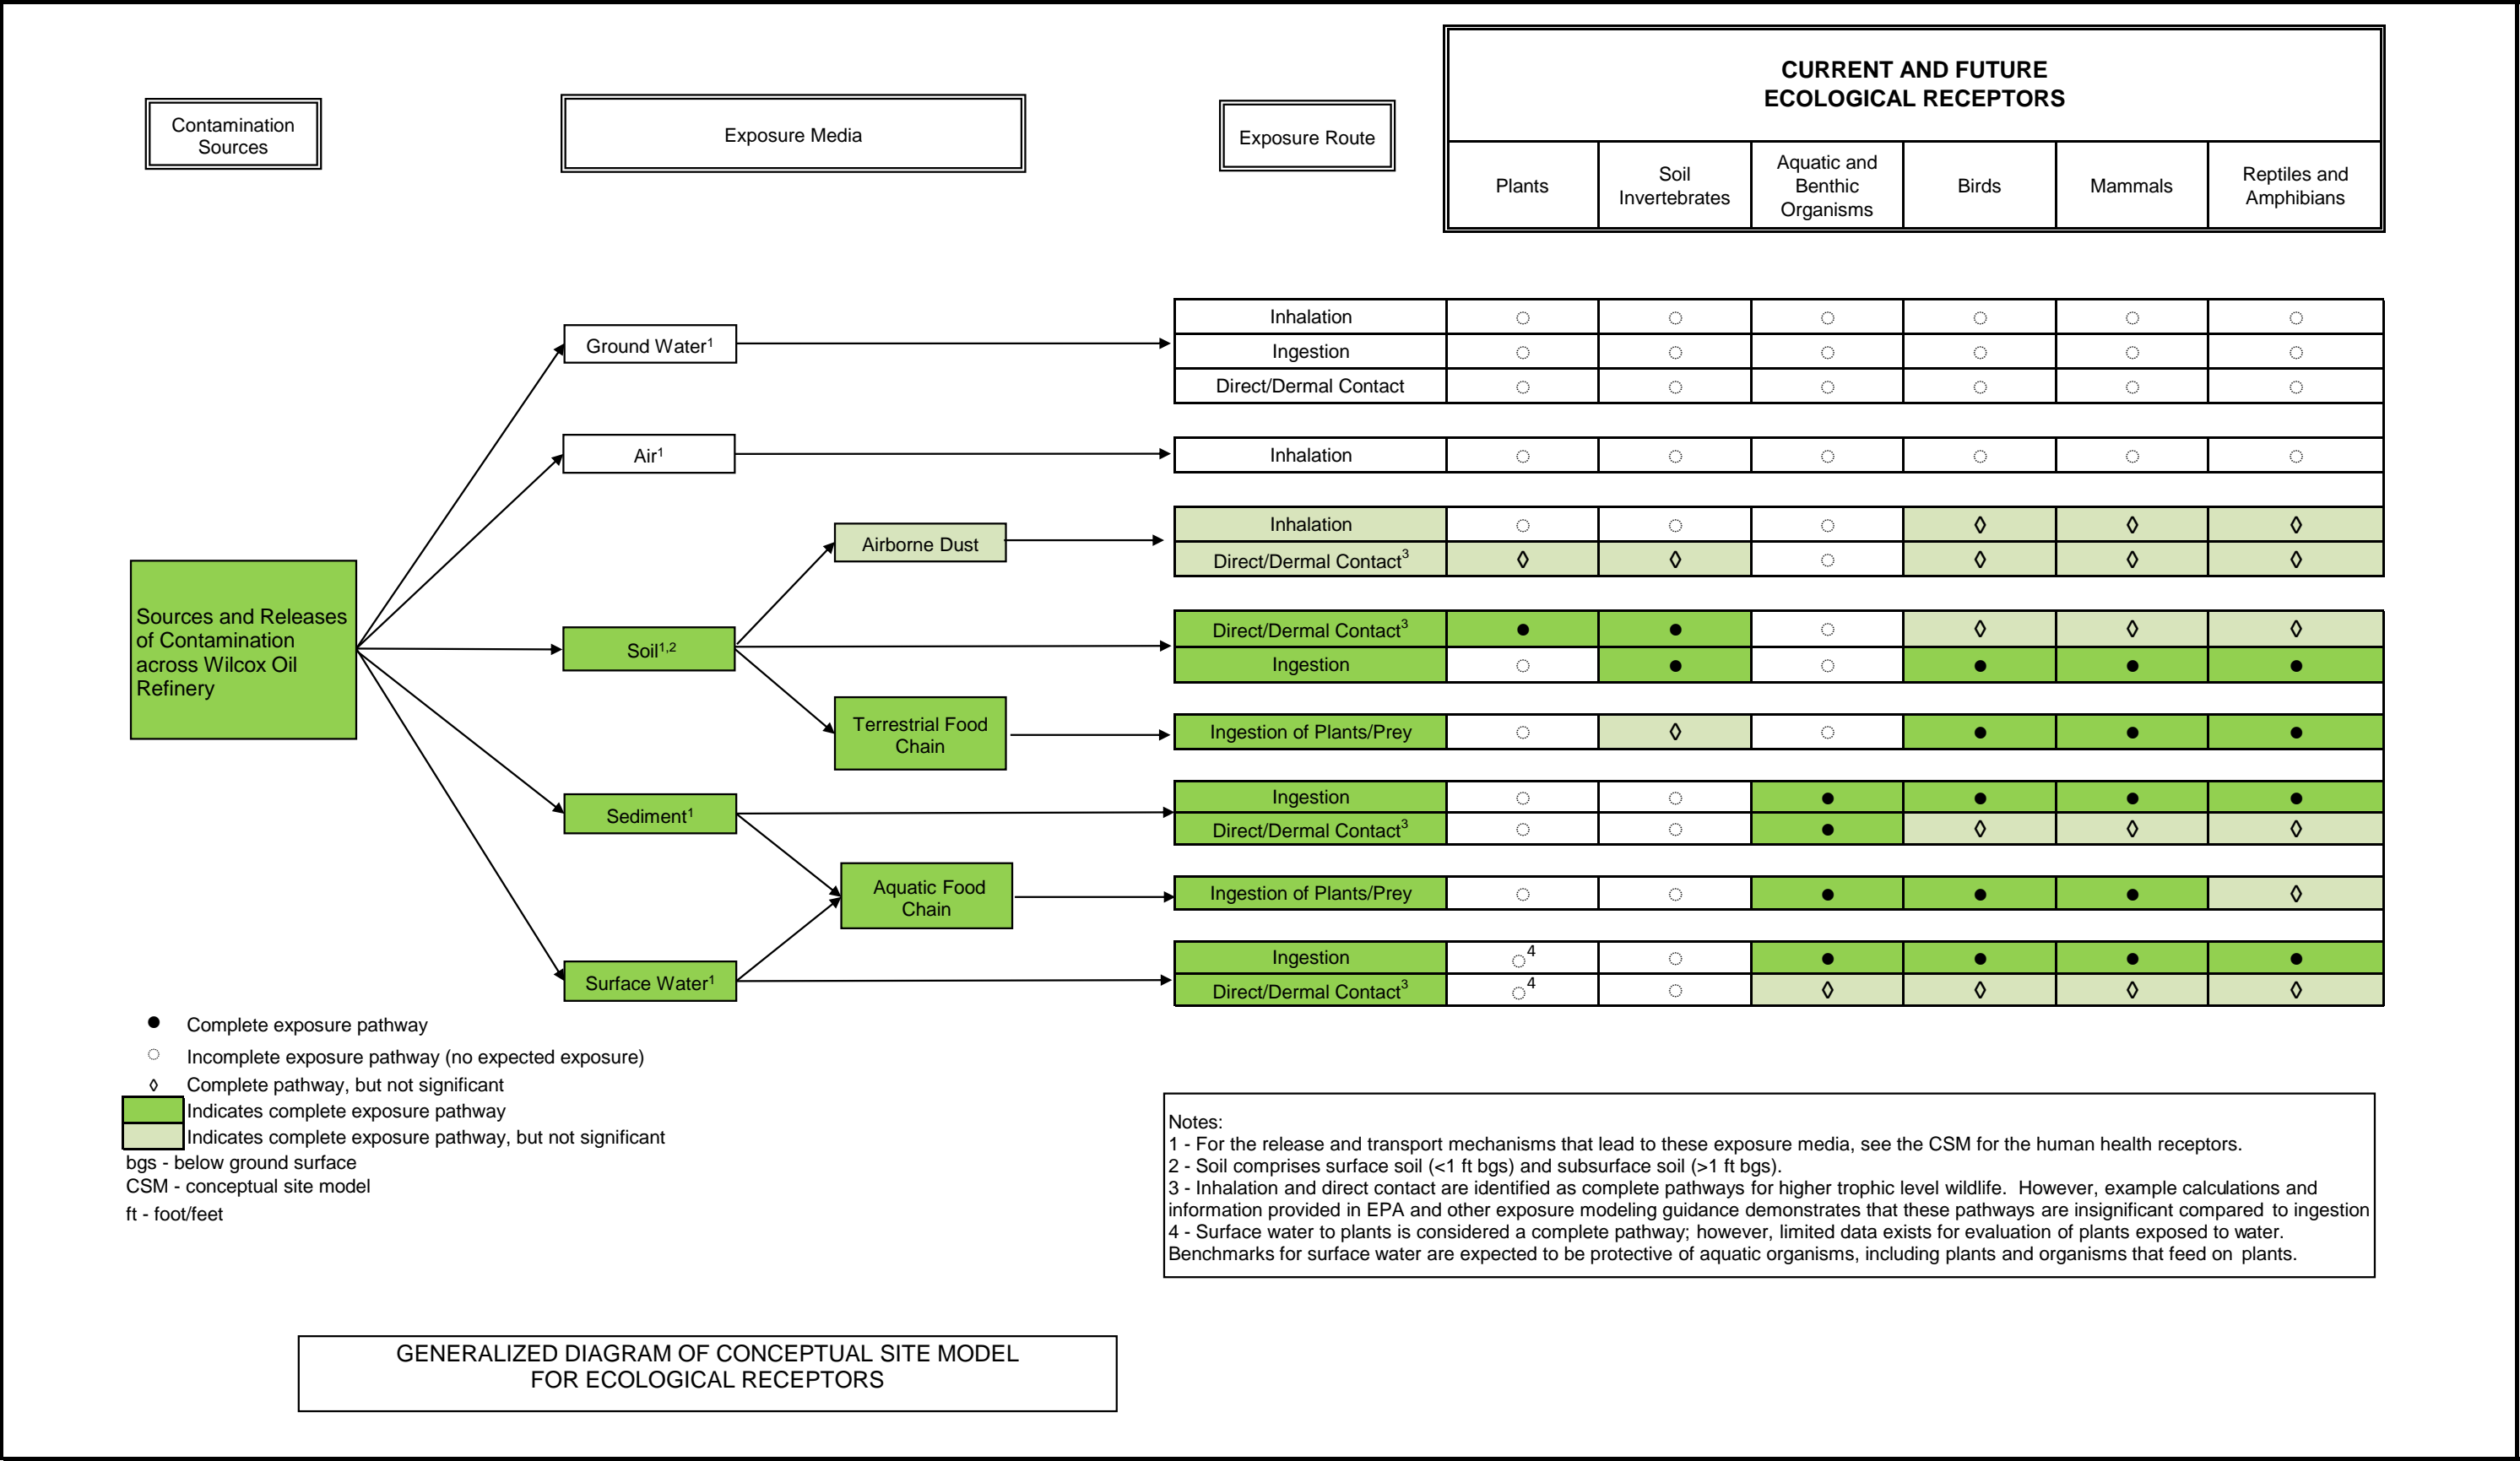 CURRENT AND FUTURE
ECOLOGICAL RECEPTORS
Contamination
Sources
Exposure Media
Exposure Route
Plants
Soil
Invertebrates
Aquatic and
Benthic
Organisms
Birds
Mammals
Reptiles and
Amphibians
Ground Water¹
Inhalation ◌ ◌ ◌ ◌ ◌ ◌
Ingestion ◌ ◌ ◌ ◌ ◌ ◌
Direct/Dermal Contact ◌ ◌ ◌ ◌ ◌ ◌
Air¹
Inhalation ◌ ◌ ◌ ◌ ◌ ◌
Airborne Dust
Inhalation ◌ ◌ ◌ ◊ ◊ ◊
Direct/Dermal Contact³ ◊ ◊ ◌ ◊ ◊ ◊
Sources and Releases
of Contamination
across Wilcox Oil
Refinery
Soil¹,²
Direct/Dermal Contact³ ● ● ◌ ◊ ◊ ◊
Ingestion ◌ ● ◌ ● ● ●
Terrestrial Food
Chain
Ingestion of Plants/Prey ◌ ◊ ◌ ● ● ●
Sediment¹
Ingestion ◌ ◌ ● ● ● ●
Direct/Dermal Contact³ ◌ ◌ ● ◊ ◊ ◊
Aquatic Food
Chain
Ingestion of Plants/Prey ◌ ◌ ● ● ● ◊
Surface Water¹
Ingestion ◌⁴ ◌ ● ● ● ●
Direct/Dermal Contact³ ◌⁴ ◌ ◊ ◊ ◊ ◊
● Complete exposure pathway
◌ Incomplete exposure pathway (no expected exposure)
◊ Complete pathway, but not significant
Indicates complete exposure pathway
Indicates complete exposure pathway, but not significant
bgs - below ground surface
CSM - conceptual site model
ft - foot/feet
Notes:
1 - For the release and transport mechanisms that lead to these exposure media, see the CSM for the human health receptors.
2 - Soil comprises surface soil (<1 ft bgs) and subsurface soil (>1 ft bgs).
3 - Inhalation and direct contact are identified as complete pathways for higher trophic level wildlife. However, example calculations and
information provided in EPA and other exposure modeling guidance demonstrates that these pathways are insignificant compared to ingestion
4 - Surface water to plants is considered a complete pathway; however, limited data exists for evaluation of plants exposed to water.
Benchmarks for surface water are expected to be protective of aquatic organisms, including plants and organisms that feed on plants.
GENERALIZED DIAGRAM OF CONCEPTUAL SITE MODEL
FOR ECOLOGICAL RECEPTORS